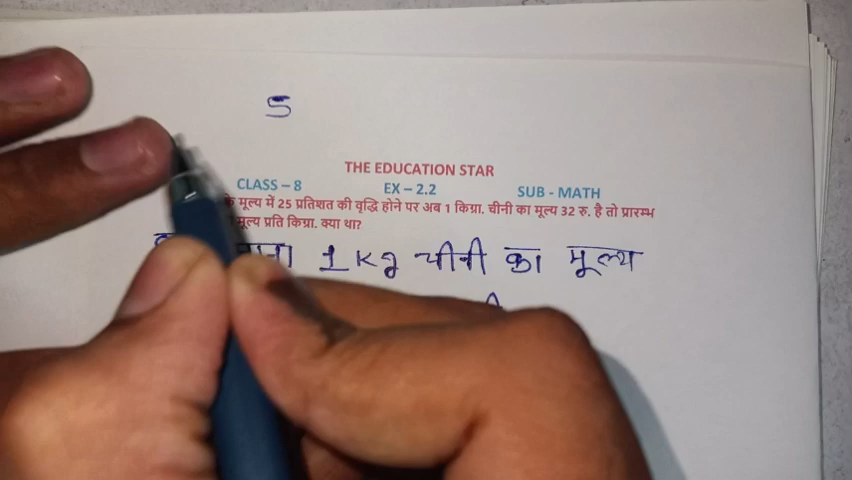 5
THE EDUCATION STAR
CLASS – 8 EX – 2.2 SUB - MATH
के मूल्य में 25 प्रतिशत की वृद्धि होने पर अब 1 किग्रा. चीनी का मूल्य 32 रु. है तो प्रारम्भ
मूल्य प्रति किग्रा. क्या था?
माना 1 Kg चीनी का मूल्य